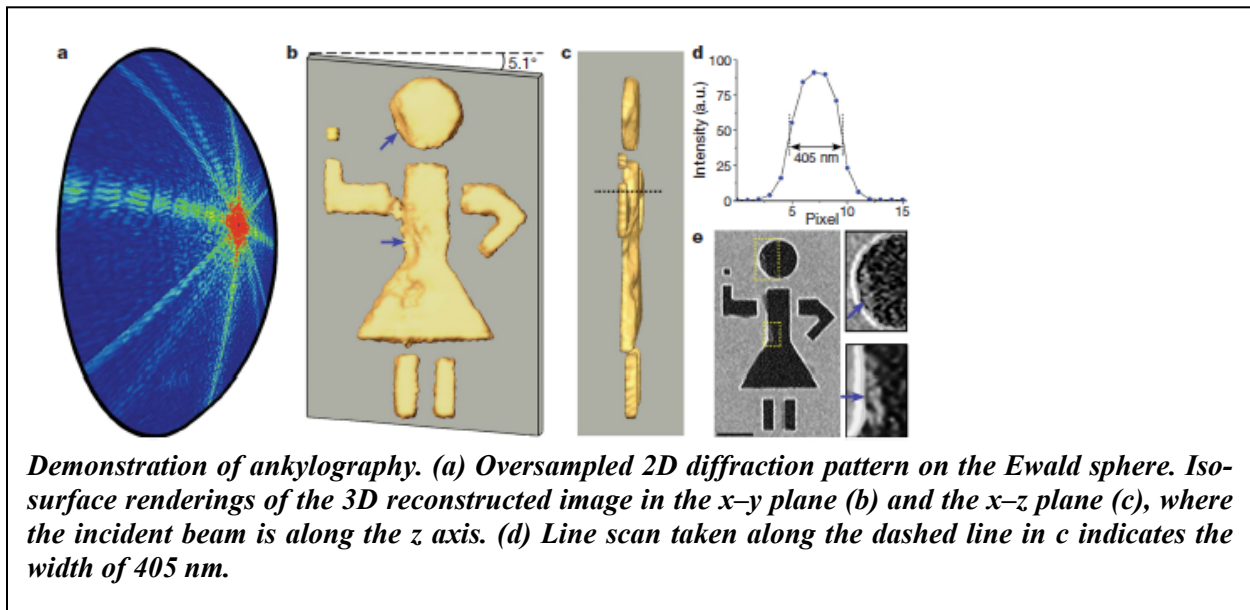 a
b
5.1°
c
d
100
75
50
25
0
Intensity (a.u.)
405 nm
5
10
15
Pixel
e
Demonstration of ankylography. (a) Oversampled 2D diffraction pattern on the Ewald sphere. Iso-
surface renderings of the 3D reconstructed image in the x–y plane (b) and the x–z plane (c), where
the incident beam is along the z axis. (d) Line scan taken along the dashed line in c indicates the
width of 405 nm.